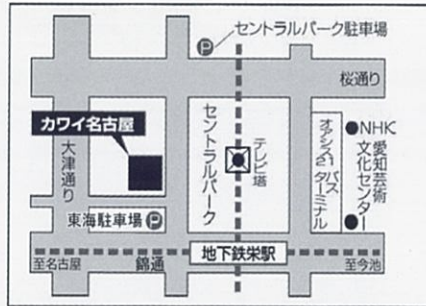 セントラルパーク駐車場
P
桜通り
カワイ名古屋
大津通り
セントラルパーク
テレビ塔
オアシス21
バスターミナル
NHK
愛知芸術
文化センター
東海駐車場 P
地下鉄栄駅
至名古屋
錦通
至今池